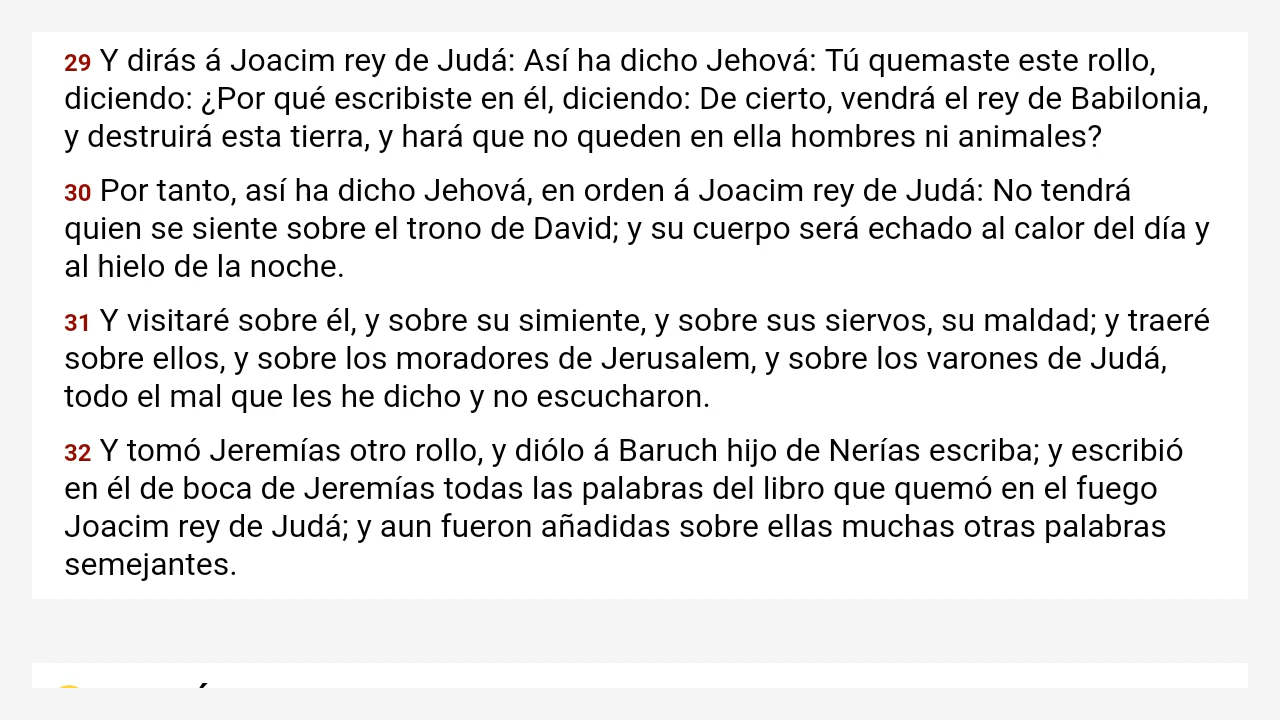 29 Y dirás á Joacim rey de Judá: Así ha dicho Jehová: Tú quemaste este rollo,
diciendo: ¿Por qué escribiste en él, diciendo: De cierto, vendrá el rey de Babilonia,
y destruirá esta tierra, y hará que no queden en ella hombres ni animales?
30 Por tanto, así ha dicho Jehová, en orden á Joacim rey de Judá: No tendrá
quien se siente sobre el trono de David; y su cuerpo será echado al calor del día y
al hielo de la noche.
31 Y visitaré sobre él, y sobre su simiente, y sobre sus siervos, su maldad; y traeré
sobre ellos, y sobre los moradores de Jerusalem, y sobre los varones de Judá,
todo el mal que les he dicho y no escucharon.
32 Y tomó Jeremías otro rollo, y diólo á Baruch hijo de Nerías escriba; y escribió
en él de boca de Jeremías todas las palabras del libro que quemó en el fuego
Joacim rey de Judá; y aun fueron añadidas sobre ellas muchas otras palabras
semejantes.